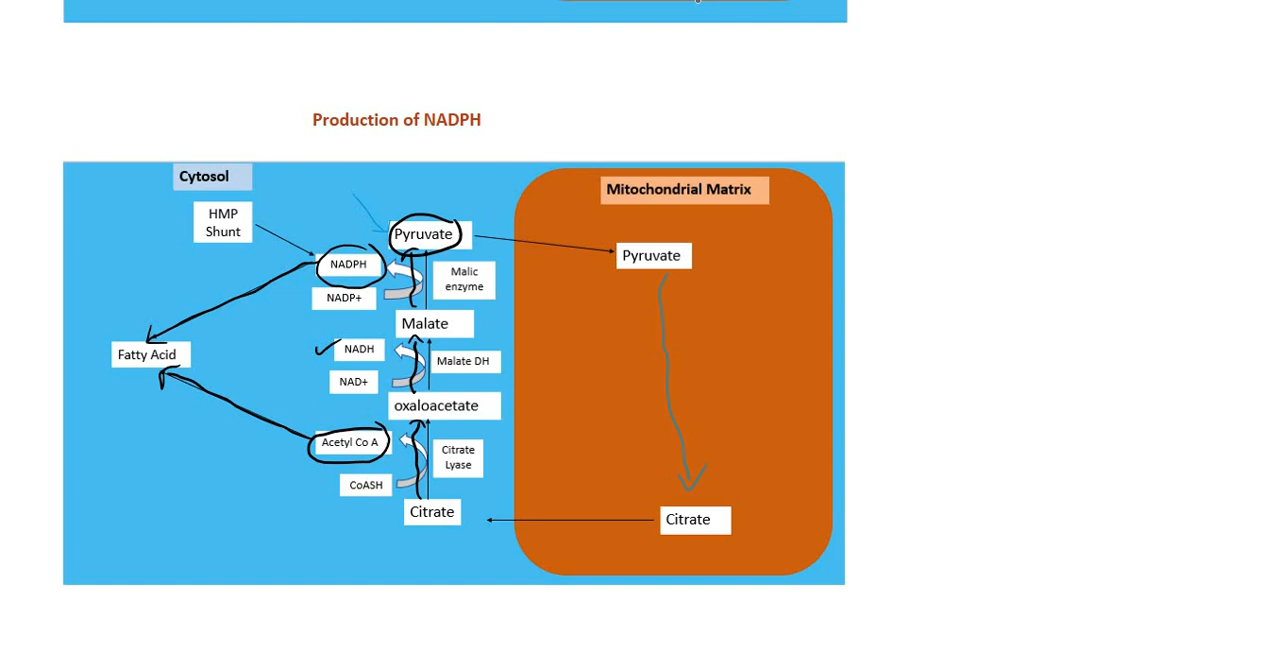 Production of NADPH
Cytosol
Mitochondrial Matrix
HMP
Shunt
Pyruvate
Pyruvate
NADPH
Malic
enzyme
NADP+
Malate
Fatty Acid
NADH
Malate DH
NAD+
oxaloacetate
Acetyl Co A
Citrate
Lyase
CoASH
Citrate
Citrate